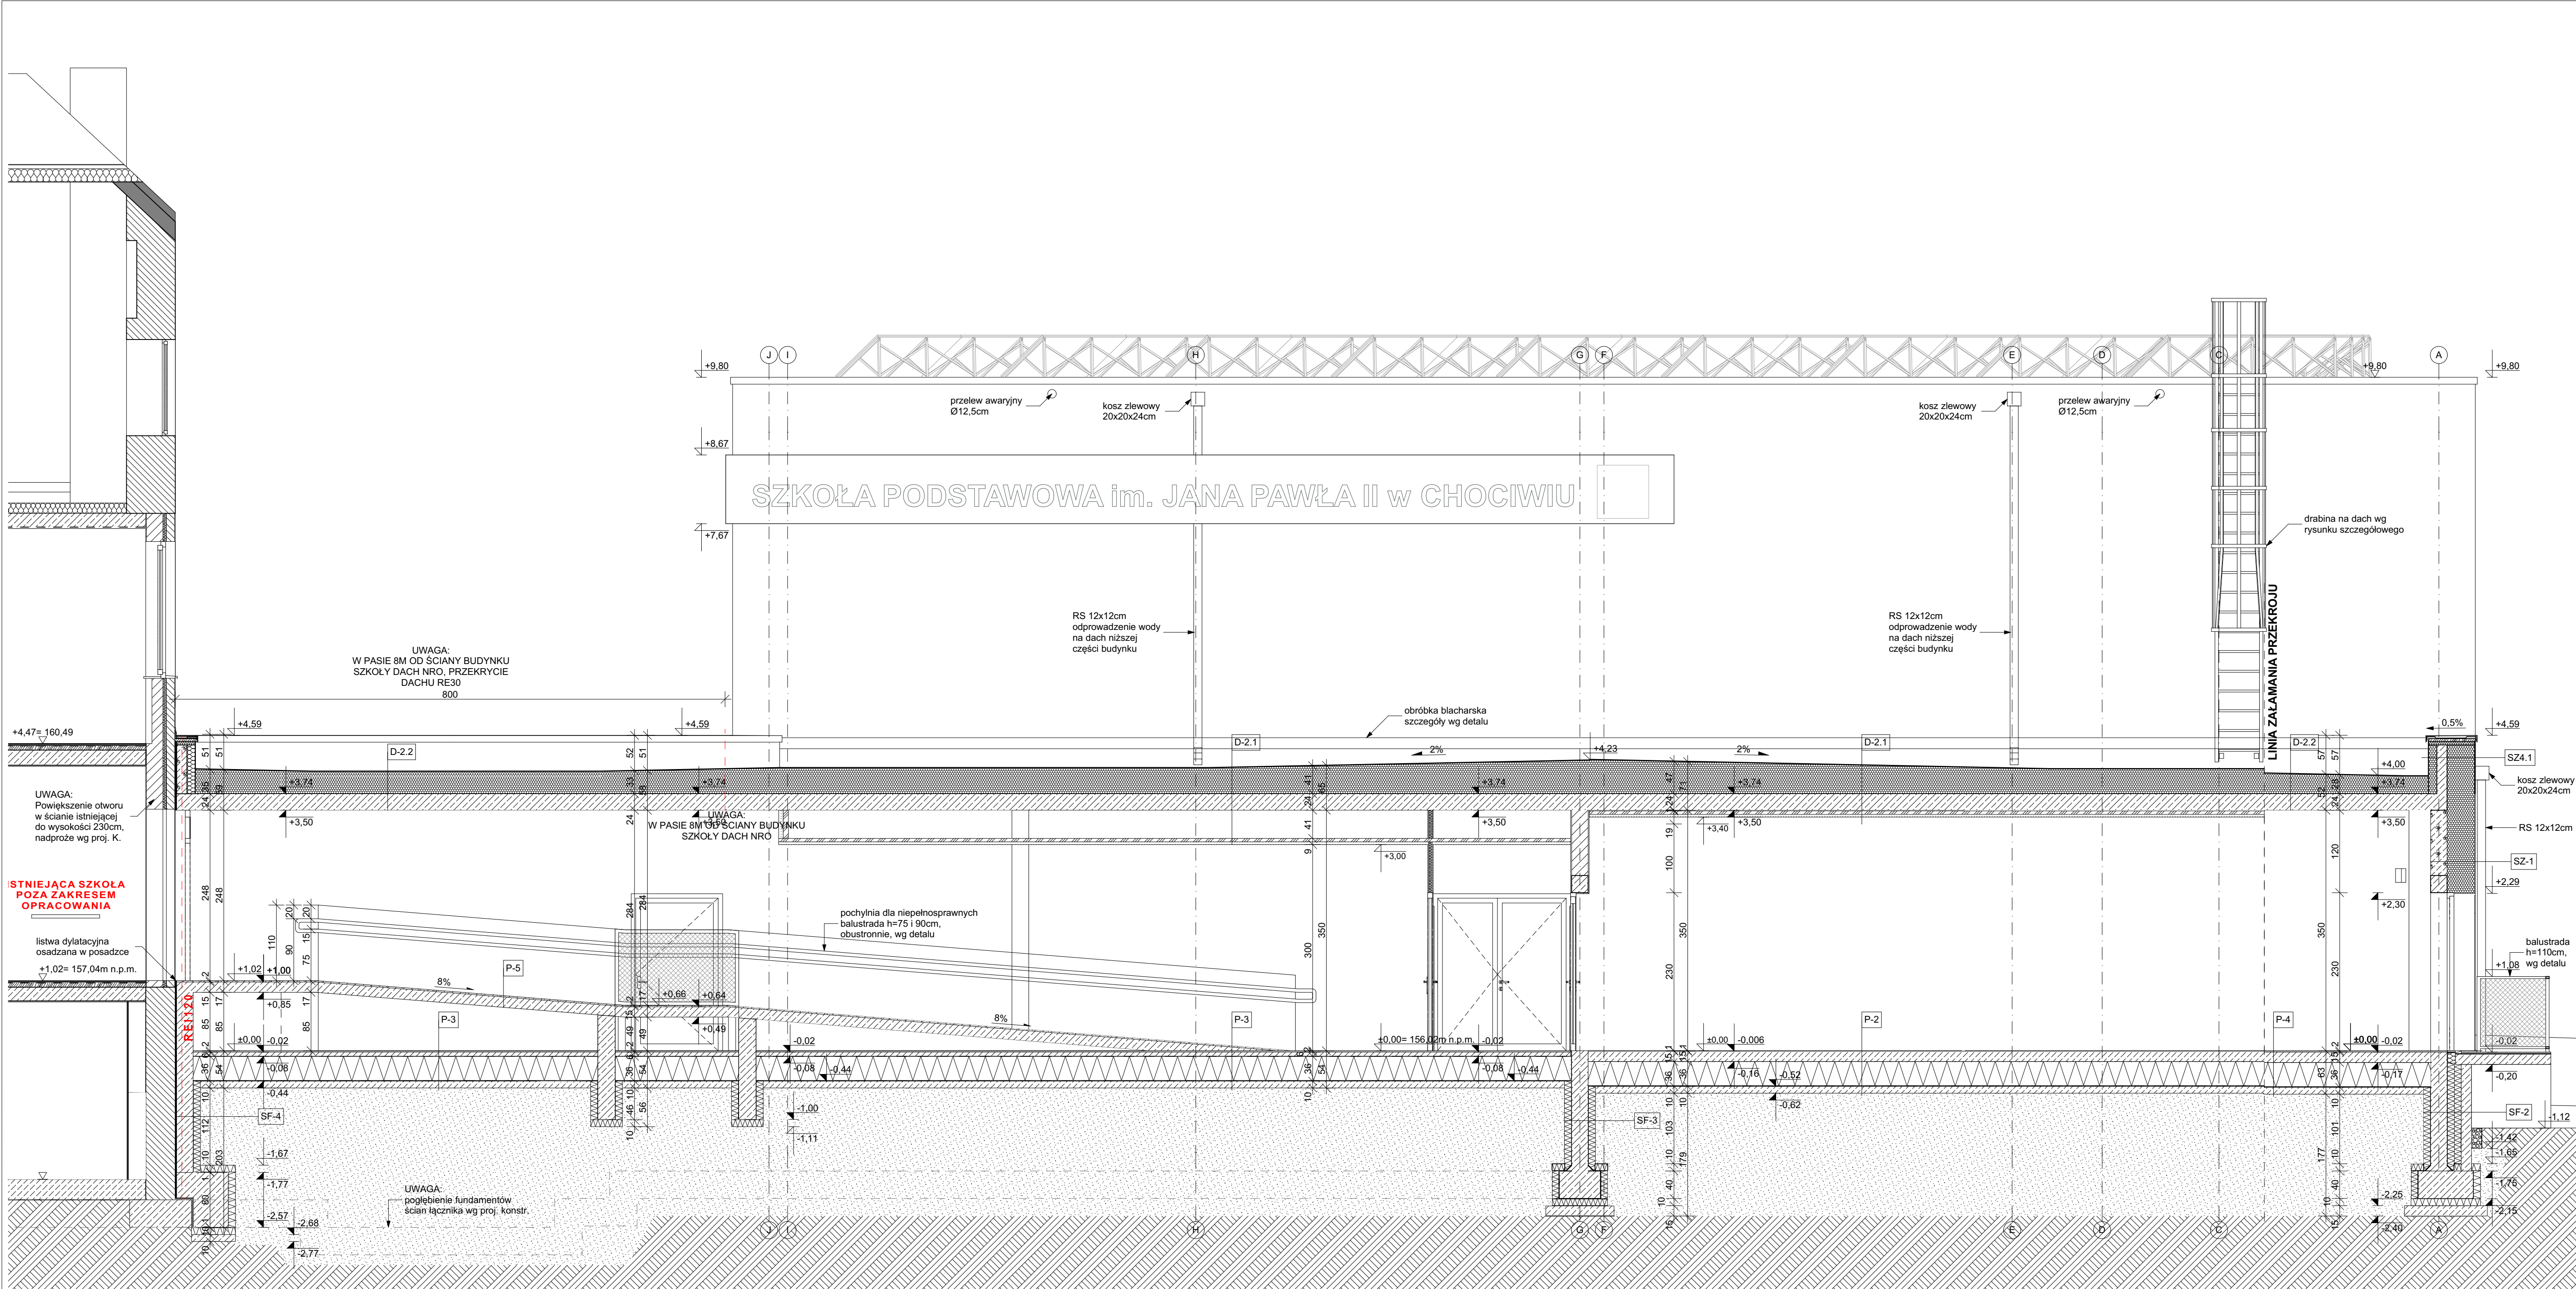 J
I
H
G
F
E
D
C
A
+9,80
+9,80
+9,80
przelew awaryjny
Ø12,5cm
kosz zlewowy
20x20x24cm
kosz zlewowy
20x20x24cm
przelew awaryjny
Ø12,5cm
+8,67
SZKOŁA PODSTAWOWA im. JANA PAWŁA II w CHOCIWIU
+7,67
drabina na dach wg
rysunku szczegółowego
LINIA ZAŁAMANIA PRZEKROJU
RS 12x12cm
odprowadzenie wody
na dach niższej
części budynku
RS 12x12cm
odprowadzenie wody
na dach niższej
części budynku
UWAGA:
W PASIE 8M OD ŚCIANY BUDYNKU
SZKOŁY DACH NRO, PRZEKRYCIE
DACHU RE30
800
obróbka blacharska
szczegóły wg detalu
+4,47= 160,49
+4,59
+4,59
+4,59
0,5%
D-2.2
D-2.1
D-2.1
D-2.2
2%
+4,23
2%
SZ4.1
+4,00
kosz zlewowy
20x20x24cm
+3,74
+3,74
+3,74
+3,74
+3,74
UWAGA:
Powiększenie otworu
w ścianie istniejącej
do wysokości 230cm,
nadproże wg proj. K.
+3,50
+3,50
+3,50
+3,50
+3,50
+3,40
UWAGA:
W PASIE 8M OD ŚCIANY BUDYNKU
SZKOŁY DACH NRO
RS 12x12cm
+3,00
SZ-1
+2,29
+2,30
ISTNIEJĄCA SZKOŁA
POZA ZAKRESEM
OPRACOWANIA
pochylnia dla niepełnosprawnych
balustrada h=75 i 90cm,
obustronnie, wg detalu
listwa dylatacyjna
osadzana w posadzce
balustrada
h=110cm,
wg detalu
+1,02= 157,04m n.p.m.
+1,02
+1,00
+0,85
+1,08
8%
P-5
+0,66
+0,64
+0,49
8%
REI120
P-3
P-3
P-2
P-4
±0,00
-0,02
-0,02
±0,00= 156,02m n.p.m.
-0,02
±0,00
-0,006
±0,00
-0,02
-0,02
-0,08
-0,08
-0,44
-0,08
-0,44
-0,16
-0,52
-0,17
-0,20
-0,44
-0,62
SF-4
SF-3
SF-2
-1,00
-1,11
-1,12
-1,42
-1,65
-1,67
-1,77
-1,75
UWAGA:
pogłębienie fundamentów
ścian łącznika wg proj. konstr.
-2,57
-2,68
-2,77
-2,25
-2,40
-2,15
J
I
H
G
F
E
D
C
A